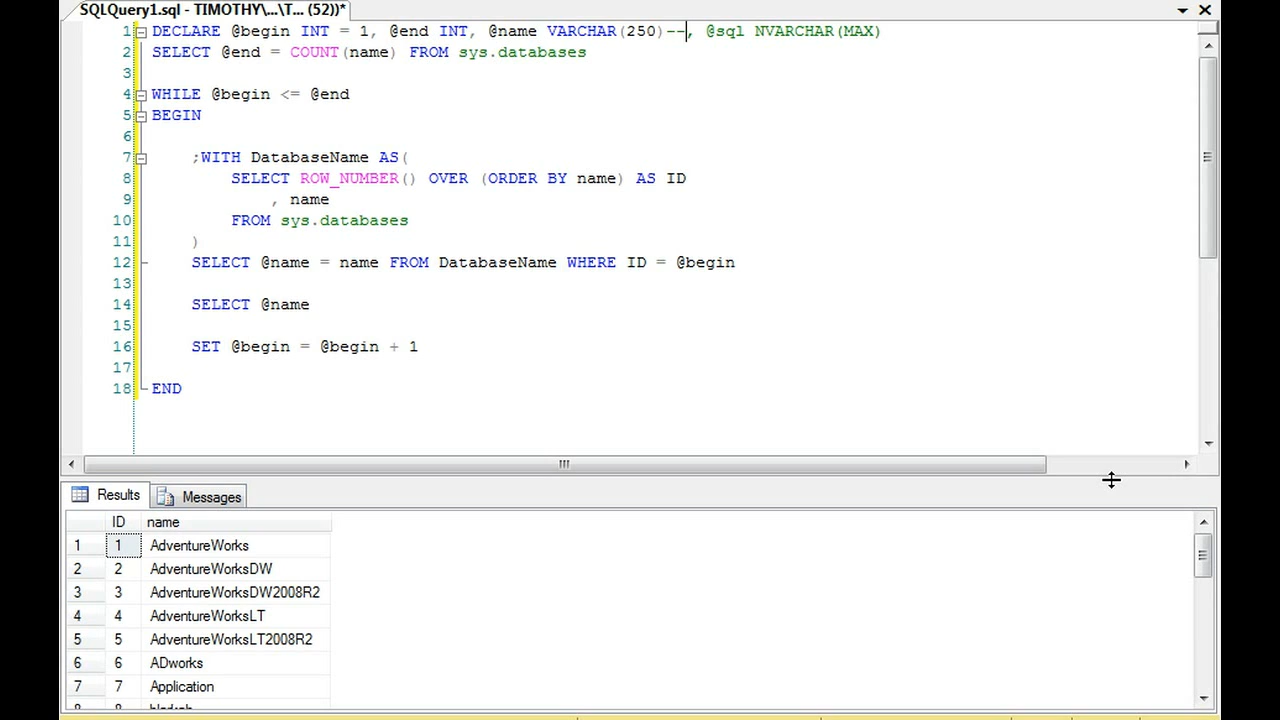 SQLQuery1.sql - TIMOTHY\...\T... (52))*
1 DECLARE @begin INT = 1, @end INT, @name VARCHAR(250)--, @sql NVARCHAR(MAX)
2 SELECT @end = COUNT(name) FROM sys.databases
3
4 WHILE @begin <= @end
5 BEGIN
6
7 ;WITH DatabaseName AS(
8 SELECT ROW_NUMBER() OVER (ORDER BY name) AS ID
9 , name
10 FROM sys.databases
11 )
12 SELECT @name = name FROM DatabaseName WHERE ID = @begin
13
14 SELECT @name
15
16 SET @begin = @begin + 1
17
18 END
Results Messages
ID name
1 1 AdventureWorks
2 2 AdventureWorksDW
3 3 AdventureWorksDW2008R2
4 4 AdventureWorksLT
5 5 AdventureWorksLT2008R2
6 6 ADworks
7 7 Application
8 8